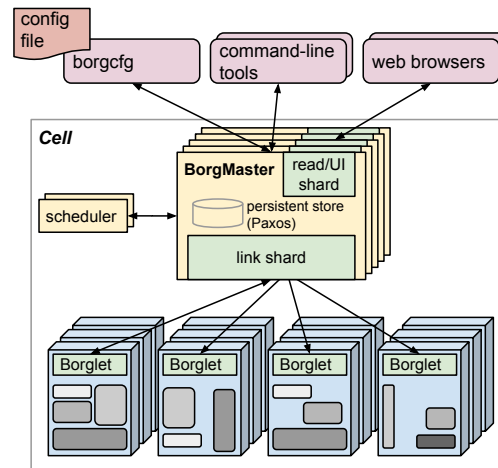 config
file
borgcfg
command-line
tools
web browsers
Cell
BorgMaster
read/UI
shard
persistent store
(Paxos)
scheduler
link shard
Borglet
Borglet
Borglet
Borglet